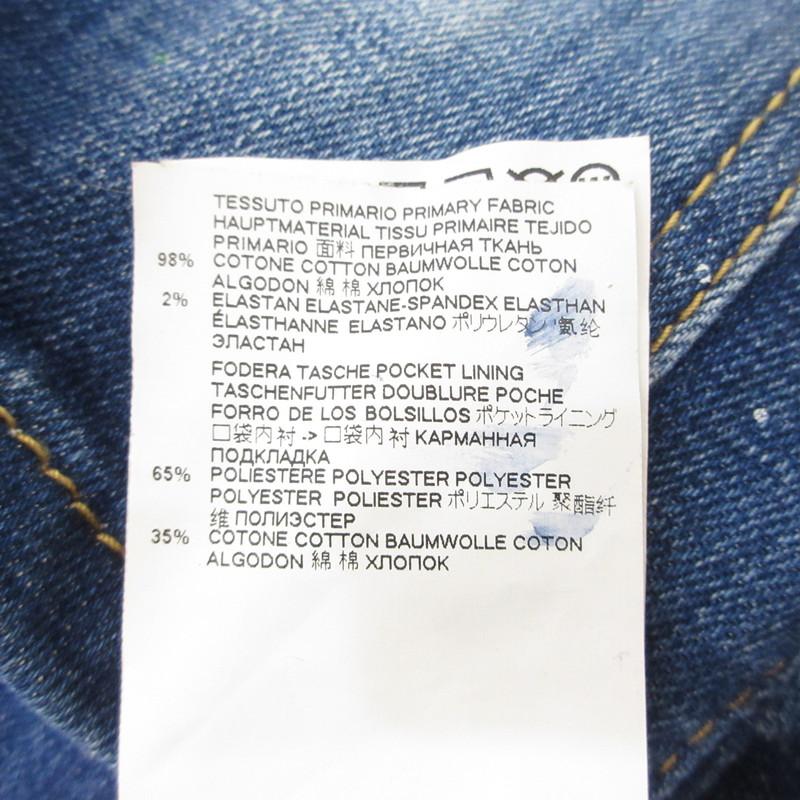 TESSUTO PRIMARIO PRIMARY FABRIC
HAUPTMATERIAL TISSU PRIMAIRE TEJIDO
PRIMARIO 面料 ПЕРВИЧНАЯ ТКАНЬ
98% COTONE COTTON BAUMWOLLE COTON
ALGODON 綿 棉 ХЛОПОК
2% ELASTAN ELASTANE-SPANDEX ELASTHAN
ÉLASTHANNE ELASTANO ポリウレタン 氨纶
ЭЛАСТАН
FODERA TASCHE POCKET LINING
TASCHENFUTTER DOUBLURE POCHE
FORRO DE LOS BOLSILLOS ポケットライニング
口袋内衬 -> 口袋内 衬 КАРМАННАЯ
ПОДКЛАДКА
65% POLIESTERE POLYESTER POLYESTER
POLYESTER POLIESTER ポリエステル 聚酯纤
维 ПОЛИЭСТЕР
35% COTONE COTTON BAUMWOLLE COTON
ALGODON 綿 棉 ХЛОПОК